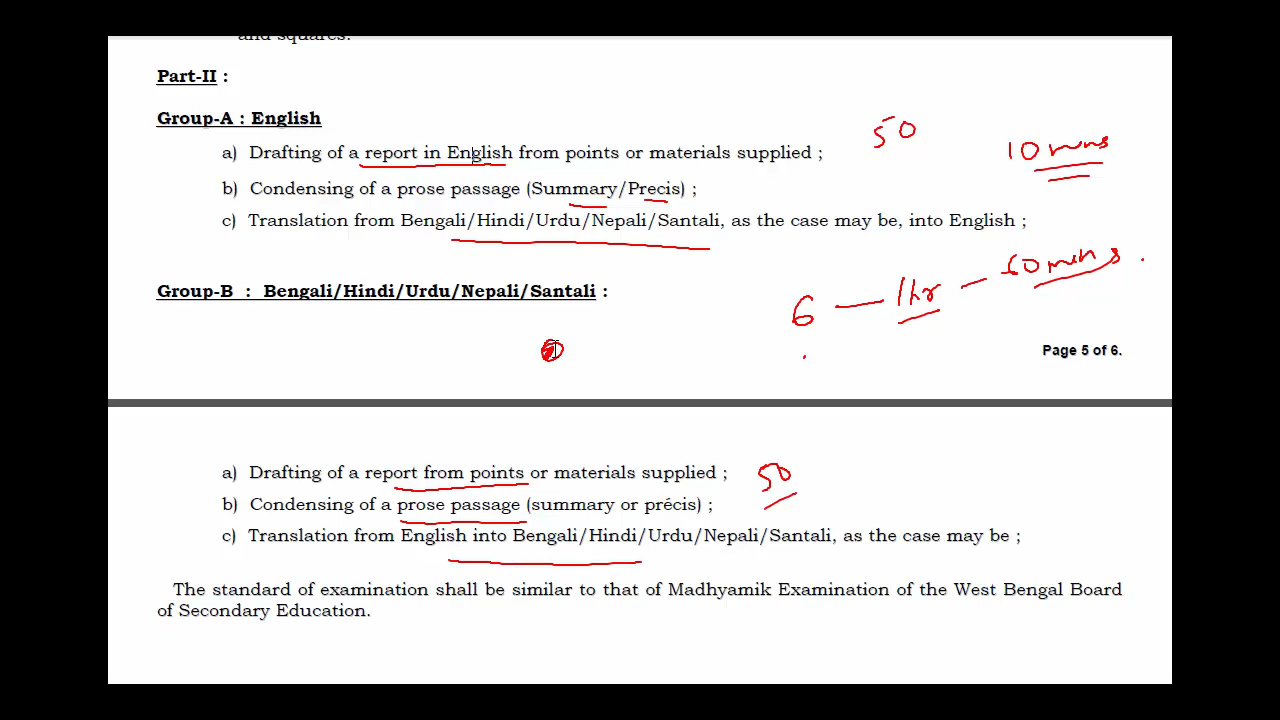 and squares.
Part-II :
Group-A : English
50
a) Drafting of a report in English from points or materials supplied ;
10 mins
b) Condensing of a prose passage (Summary/Precis) ;
c) Translation from Bengali/Hindi/Urdu/Nepali/Santali, as the case may be, into English ;
Group-B : Bengali/Hindi/Urdu/Nepali/Santali :
6 — 1hr — 60 mins .
Page 5 of 6.
a) Drafting of a report from points or materials supplied ;
50
b) Condensing of a prose passage (summary or précis) ;
c) Translation from English into Bengali/Hindi/Urdu/Nepali/Santali, as the case may be ;
The standard of examination shall be similar to that of Madhyamik Examination of the West Bengal Board
of Secondary Education.